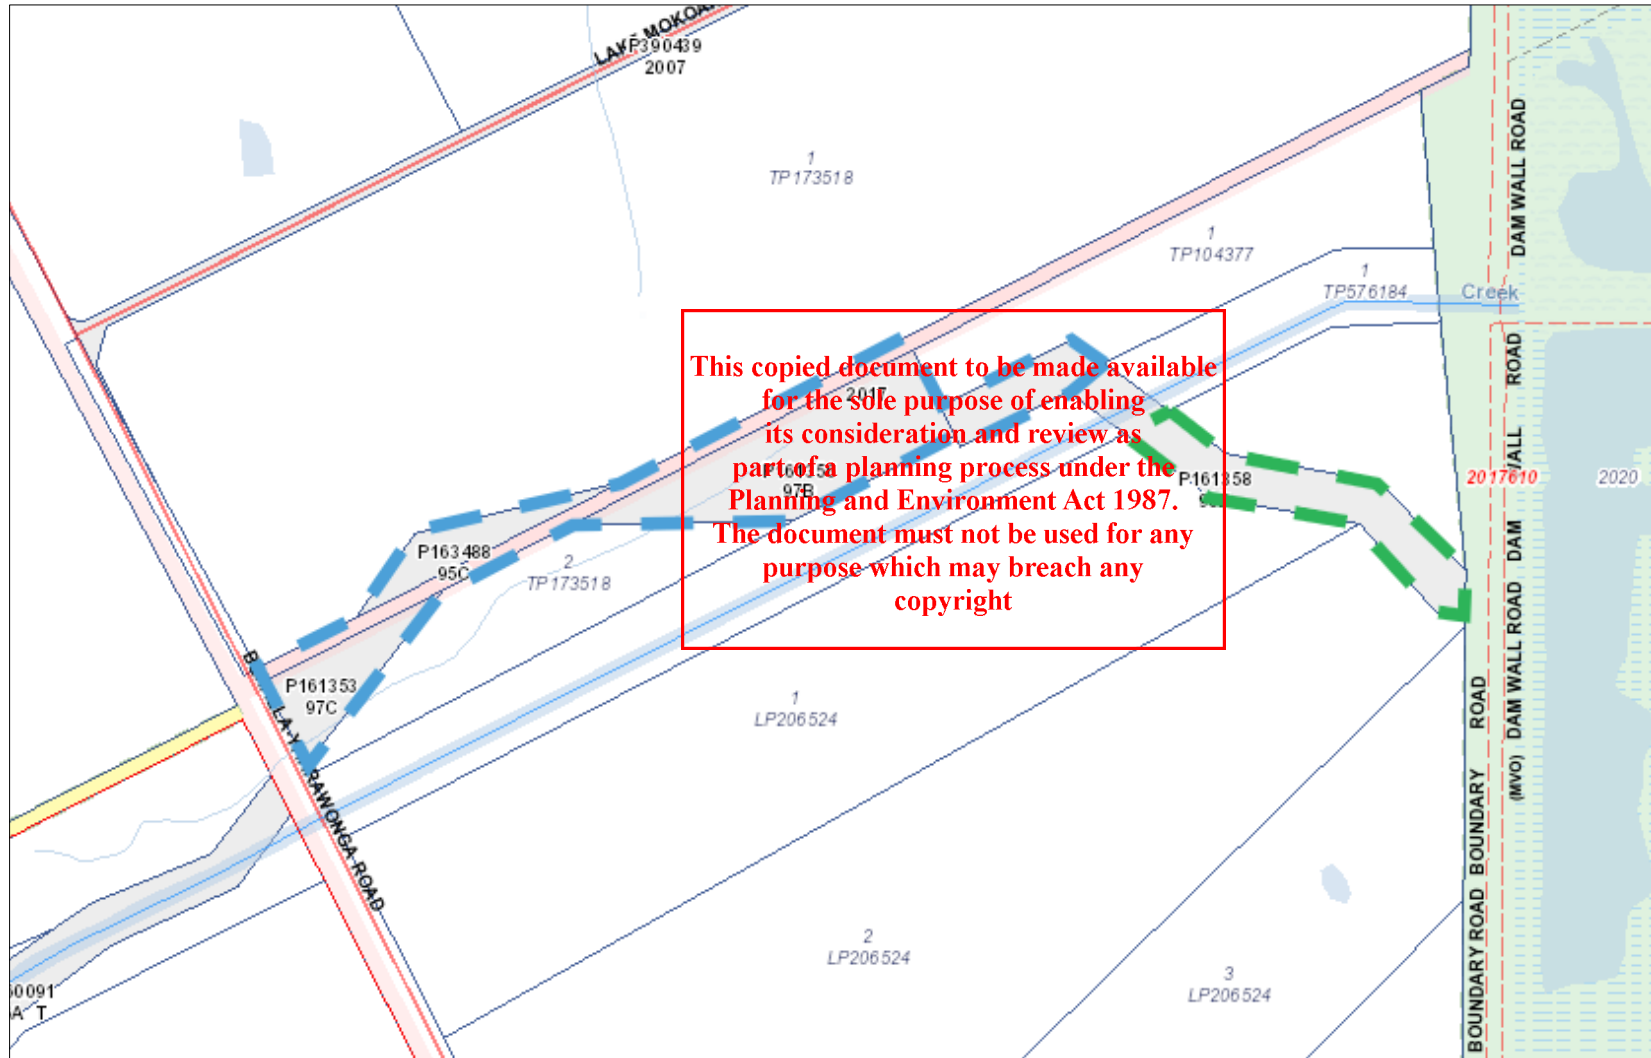 LAKE MOKOAN
P390439
2007
1
TP173518
1
TP104377
1
TP576184
Creek
DAM WALL ROAD
This copied document to be made available
for the sole purpose of enabling
its consideration and review as
part of a planning process under the
Planning and Environment Act 1987.
The document must not be used for any
purpose which may breach any
copyright
2017
97B
P161358
2017610
2020
P163488
95C
2
TP173518
P161353
97C
RAWONGA ROAD
1
LP206524
2
LP206524
3
LP206524
DAM WALL ROAD
(MVO) DAM WALL ROAD
BOUNDARY ROAD
BOUNDARY ROAD
0091
A T